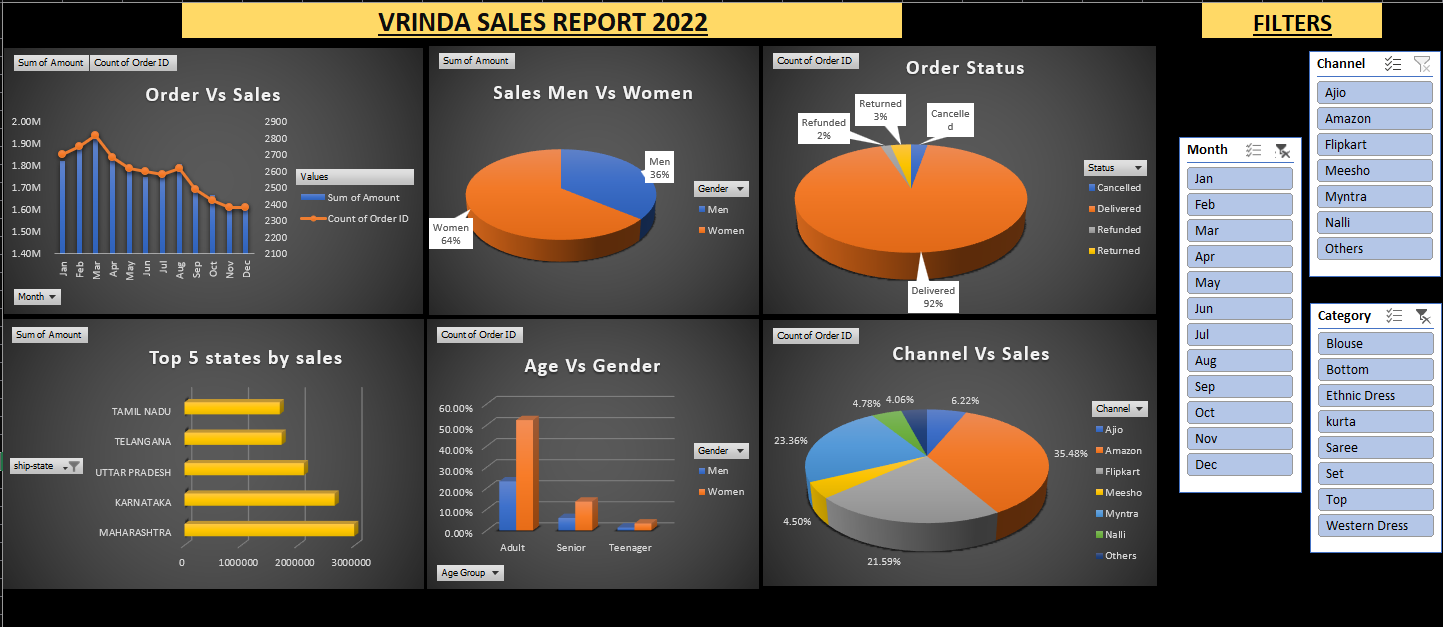 VRINDA SALES REPORT 2022
FILTERS
Sum of Amount
Count of Order ID
Order Vs Sales
2.00M
1.90M
1.80M
1.70M
1.60M
1.50M
1.40M
2900
2800
2700
2600
2500
2400
2300
2200
2100
Jan
Feb
Mar
Apr
May
Jun
Jul
Aug
Sep
Oct
Nov
Dec
Values
Sum of Amount
Count of Order ID
Month
Sum of Amount
Sales Men Vs Women
Men
36%
Women
64%
Gender
Men
Women
Count of Order ID
Order Status
Refunded
2%
Returned
3%
Cancelle
d
Delivered
92%
Status
Cancelled
Delivered
Refunded
Returned
Sum of Amount
Top 5 states by sales
ship-state
TAMIL NADU
TELANGANA
UTTAR PRADESH
KARNATAKA
MAHARASHTRA
0
1000000
2000000
3000000
Count of Order ID
Age Vs Gender
60.00%
50.00%
40.00%
30.00%
20.00%
10.00%
0.00%
Adult
Senior
Teenager
Gender
Men
Women
Age Group
Count of Order ID
Channel Vs Sales
4.78%
4.06%
6.22%
23.36%
35.48%
4.50%
21.59%
Channel
Ajio
Amazon
Flipkart
Meesho
Myntra
Nalli
Others
Month
Jan
Feb
Mar
Apr
May
Jun
Jul
Aug
Sep
Oct
Nov
Dec
Channel
Ajio
Amazon
Flipkart
Meesho
Myntra
Nalli
Others
Category
Blouse
Bottom
Ethnic Dress
kurta
Saree
Set
Top
Western Dress